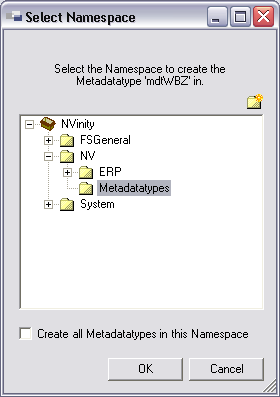 Select Namespace
Select the Namespace to create the
Metadatatype 'mdtWBZ' in.
NVinity
FSGeneral
NV
ERP
Metadatatypes
System
Create all Metadatatypes in this Namespace
OK
Cancel